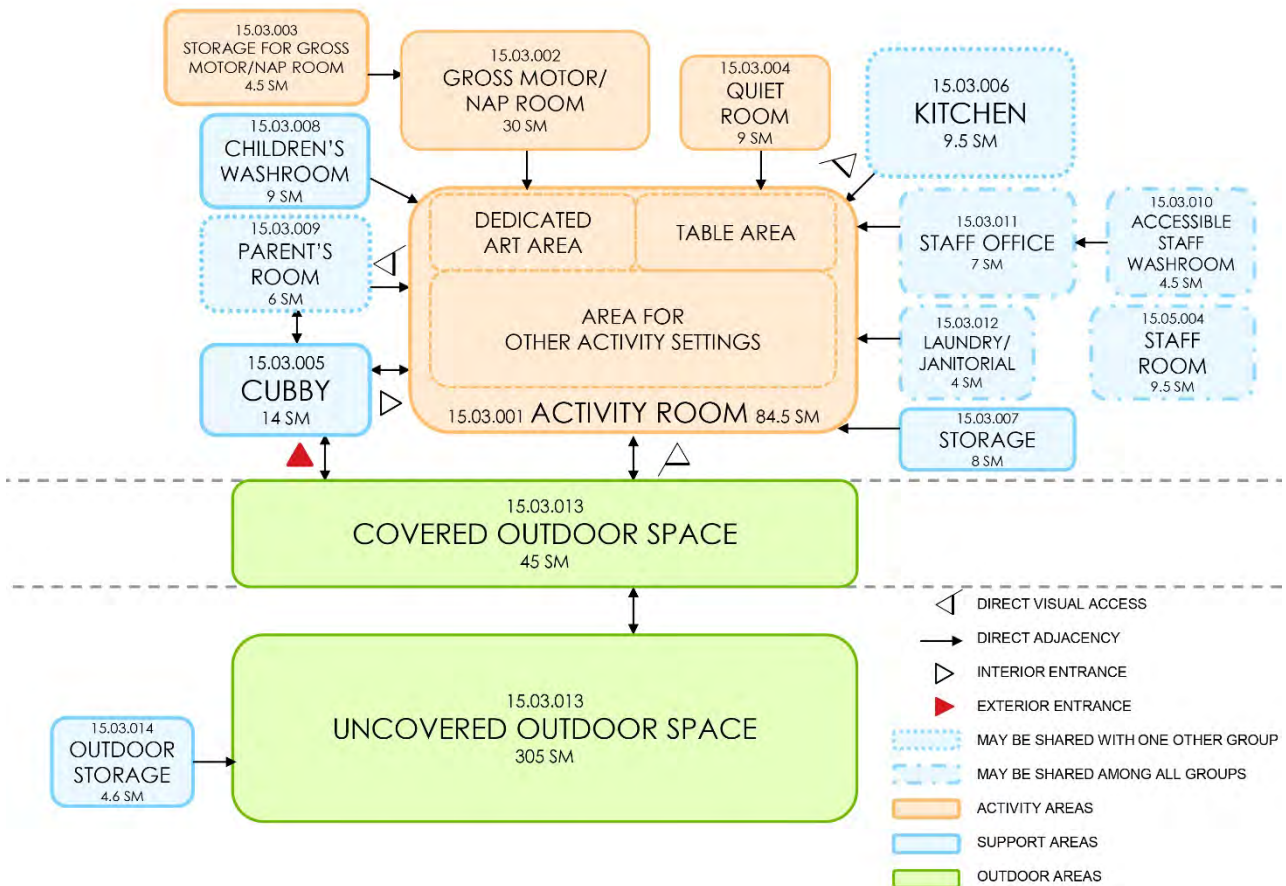 15.03.003
STORAGE FOR GROSS
MOTOR/NAP ROOM
4.5 SM
15.03.002
GROSS MOTOR/
NAP ROOM
30 SM
15.03.004
QUIET
ROOM
9 SM
15.03.006
KITCHEN
9.5 SM
15.03.008
CHILDREN'S
WASHROOM
9 SM
15.03.009
PARENT'S
ROOM
6 SM
15.03.005
CUBBY
14 SM
DEDICATED
ART AREA
TABLE AREA
AREA FOR
OTHER ACTIVITY SETTINGS
15.03.001 ACTIVITY ROOM 84.5 SM
15.03.011
STAFF OFFICE
7 SM
15.03.010
ACCESSIBLE
STAFF
WASHROOM
4.5 SM
15.03.012
LAUNDRY/
JANITORIAL
4 SM
15.05.004
STAFF
ROOM
9.5 SM
15.03.007
STORAGE
8 SM
15.03.013
COVERED OUTDOOR SPACE
45 SM
15.03.013
UNCOVERED OUTDOOR SPACE
305 SM
15.03.014
OUTDOOR
STORAGE
4.6 SM
DIRECT VISUAL ACCESS
DIRECT ADJACENCY
INTERIOR ENTRANCE
EXTERIOR ENTRANCE
MAY BE SHARED WITH ONE OTHER GROUP
MAY BE SHARED AMONG ALL GROUPS
ACTIVITY AREAS
SUPPORT AREAS
OUTDOOR AREAS